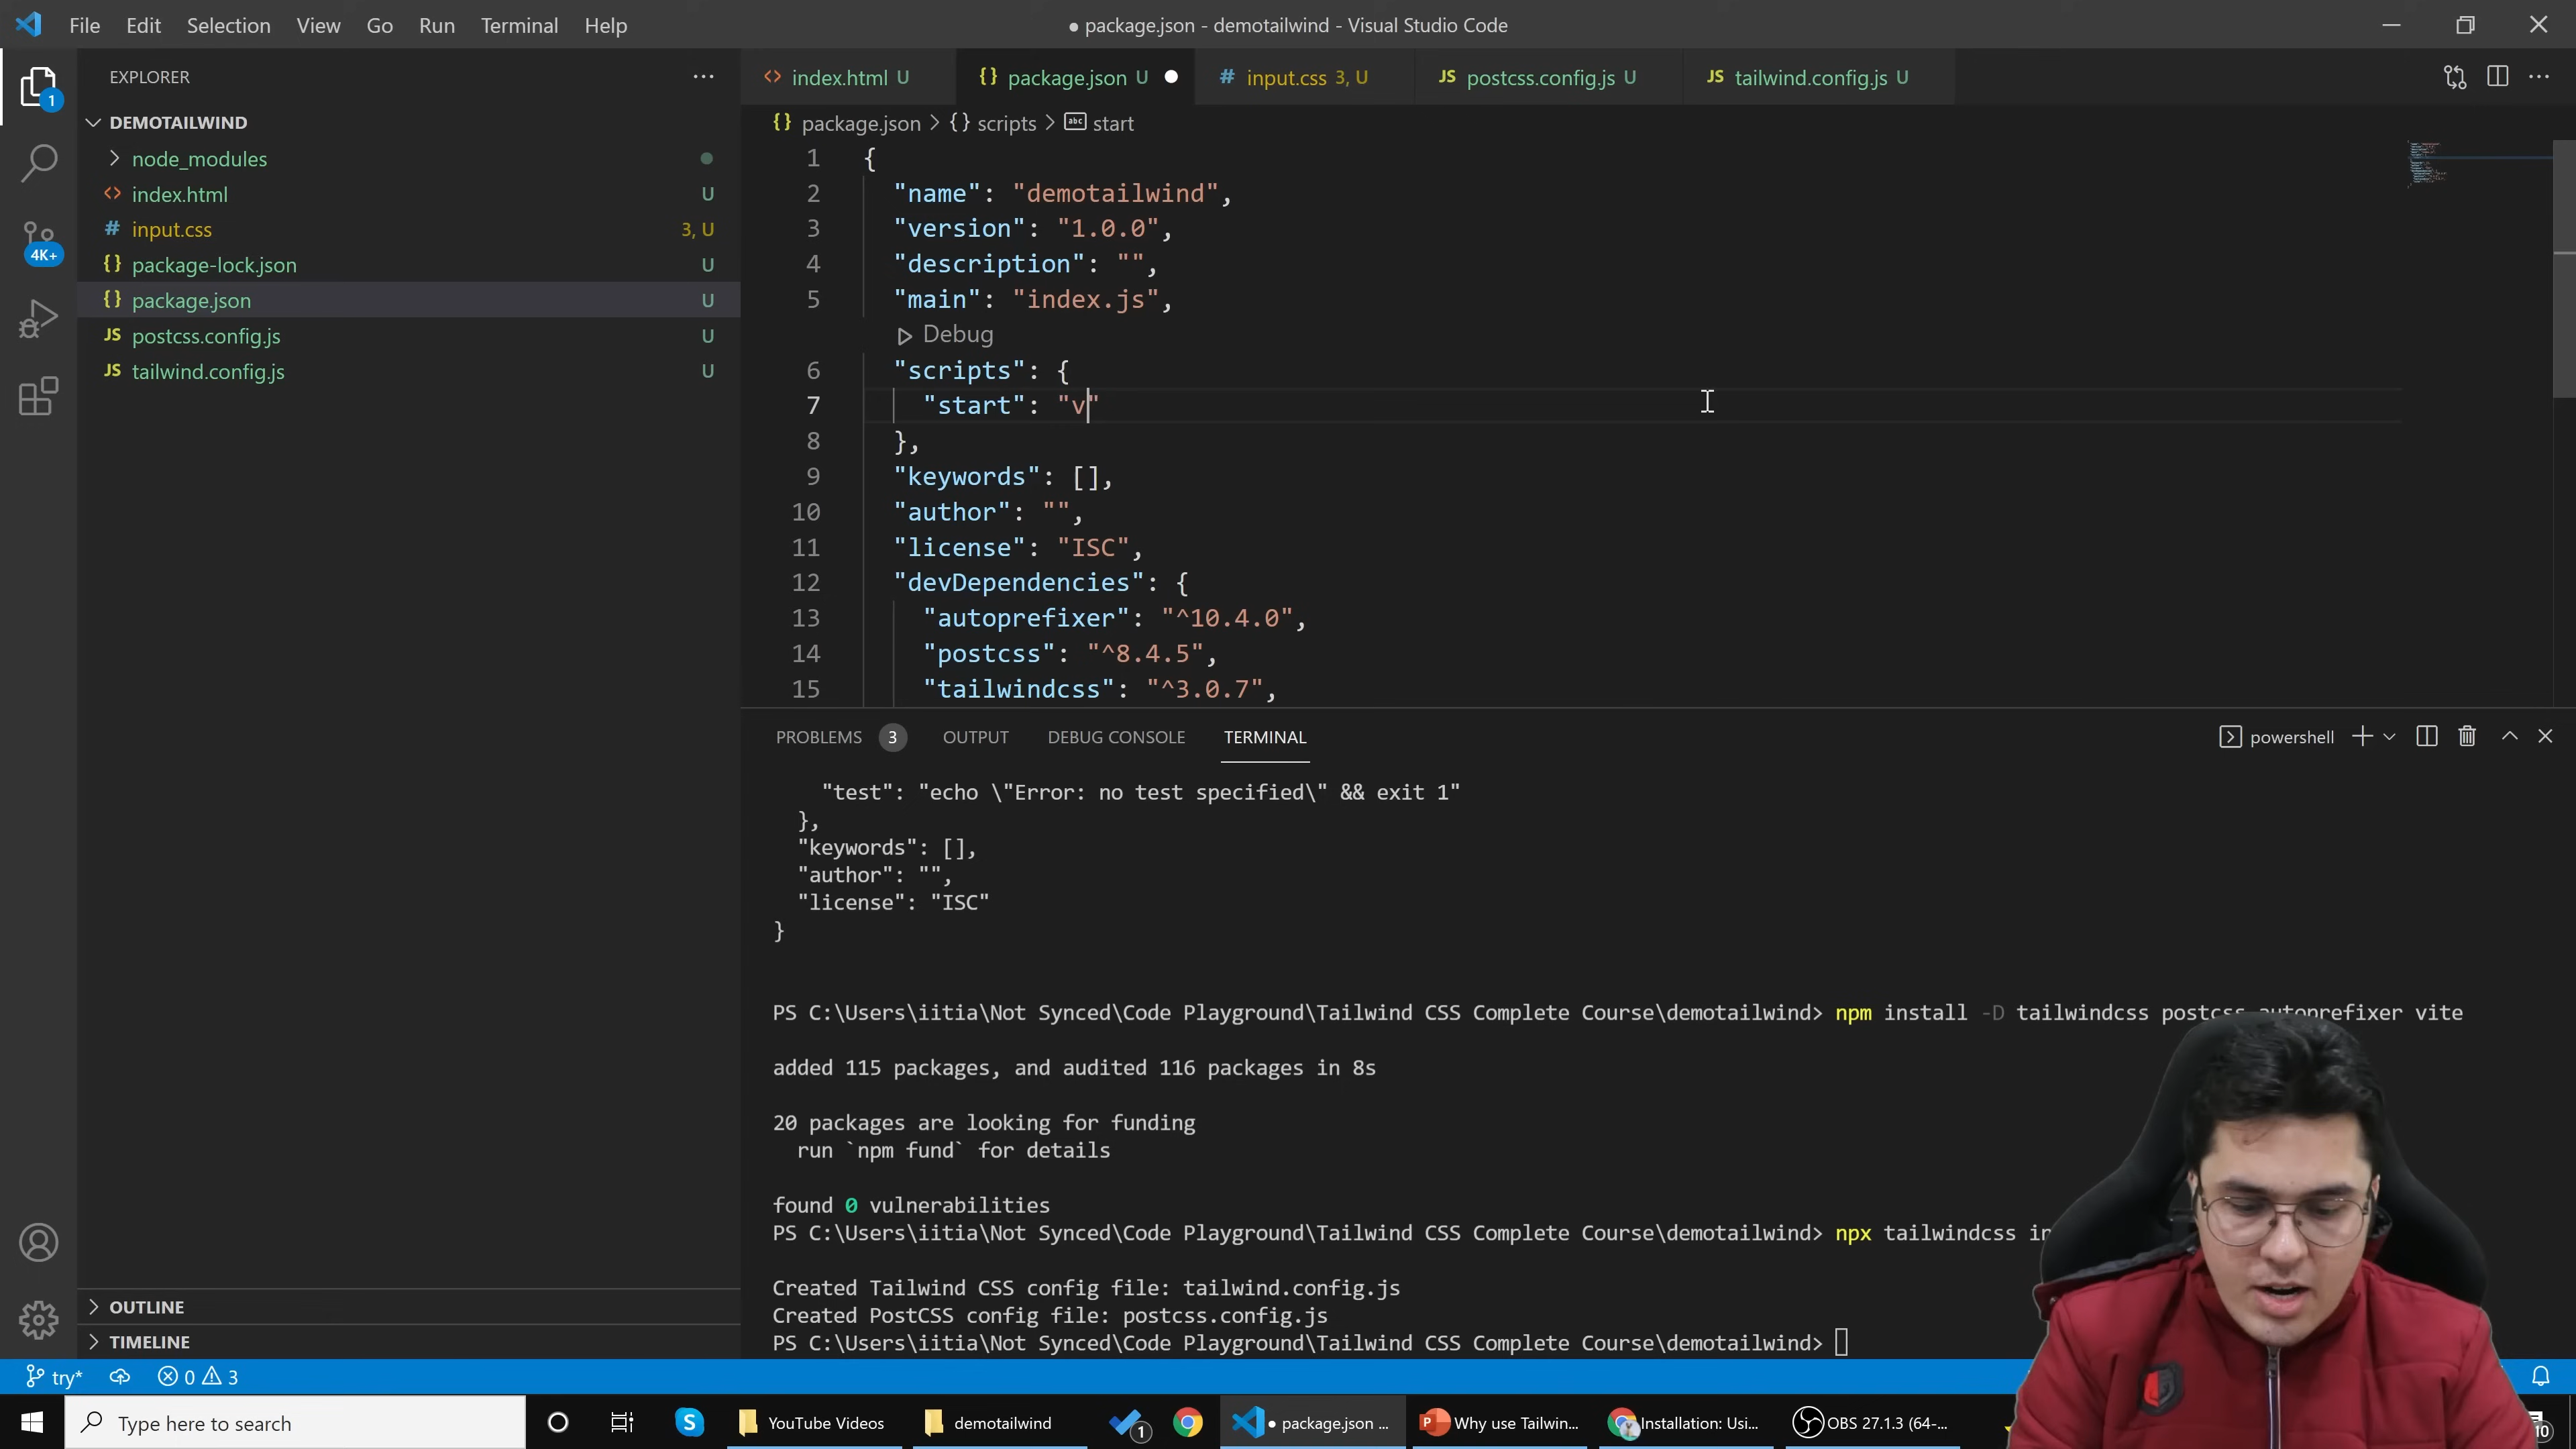 File Edit Selection View Go Run Terminal Help
● package.json - demotailwind - Visual Studio Code
EXPLORER
1
DEMOTAILWIND
node_modules
index.html U
input.css 3, U
package-lock.json U
package.json U
postcss.config.js U
tailwind.config.js U
4K+
OUTLINE
TIMELINE
index.html U
package.json U
input.css 3, U
JS postcss.config.js U
JS tailwind.config.js U
package.json > {} scripts > abc start
1 {
2 "name": "demotailwind",
3 "version": "1.0.0",
4 "description": "",
5 "main": "index.js",
Debug
6 "scripts": {
7 "start": "v"
8 },
9 "keywords": [],
10 "author": "",
11 "license": "ISC",
12 "devDependencies": {
13 "autoprefixer": "^10.4.0",
14 "postcss": "^8.4.5",
15 "tailwindcss": "^3.0.7",
PROBLEMS 3 OUTPUT DEBUG CONSOLE TERMINAL
powershell
"test": "echo \"Error: no test specified\" && exit 1"
},
"keywords": [],
"author": "",
"license": "ISC"
}
PS C:\Users\iitia\Not Synced\Code Playground\Tailwind CSS Complete Course\demotailwind> npm install -D tailwindcss postcss autoprefixer vite
added 115 packages, and audited 116 packages in 8s
20 packages are looking for funding
run `npm fund` for details
found 0 vulnerabilities
PS C:\Users\iitia\Not Synced\Code Playground\Tailwind CSS Complete Course\demotailwind> npx tailwindcss in
Created Tailwind CSS config file: tailwind.config.js
Created PostCSS config file: postcss.config.js
PS C:\Users\iitia\Not Synced\Code Playground\Tailwind CSS Complete Course\demotailwind>
try* 0 3
Type here to search
YouTube Videos
demotailwind
1
● package.json ...
Why use Tailwin...
Installation: Usi...
OBS 27.1.3 (64-...
10